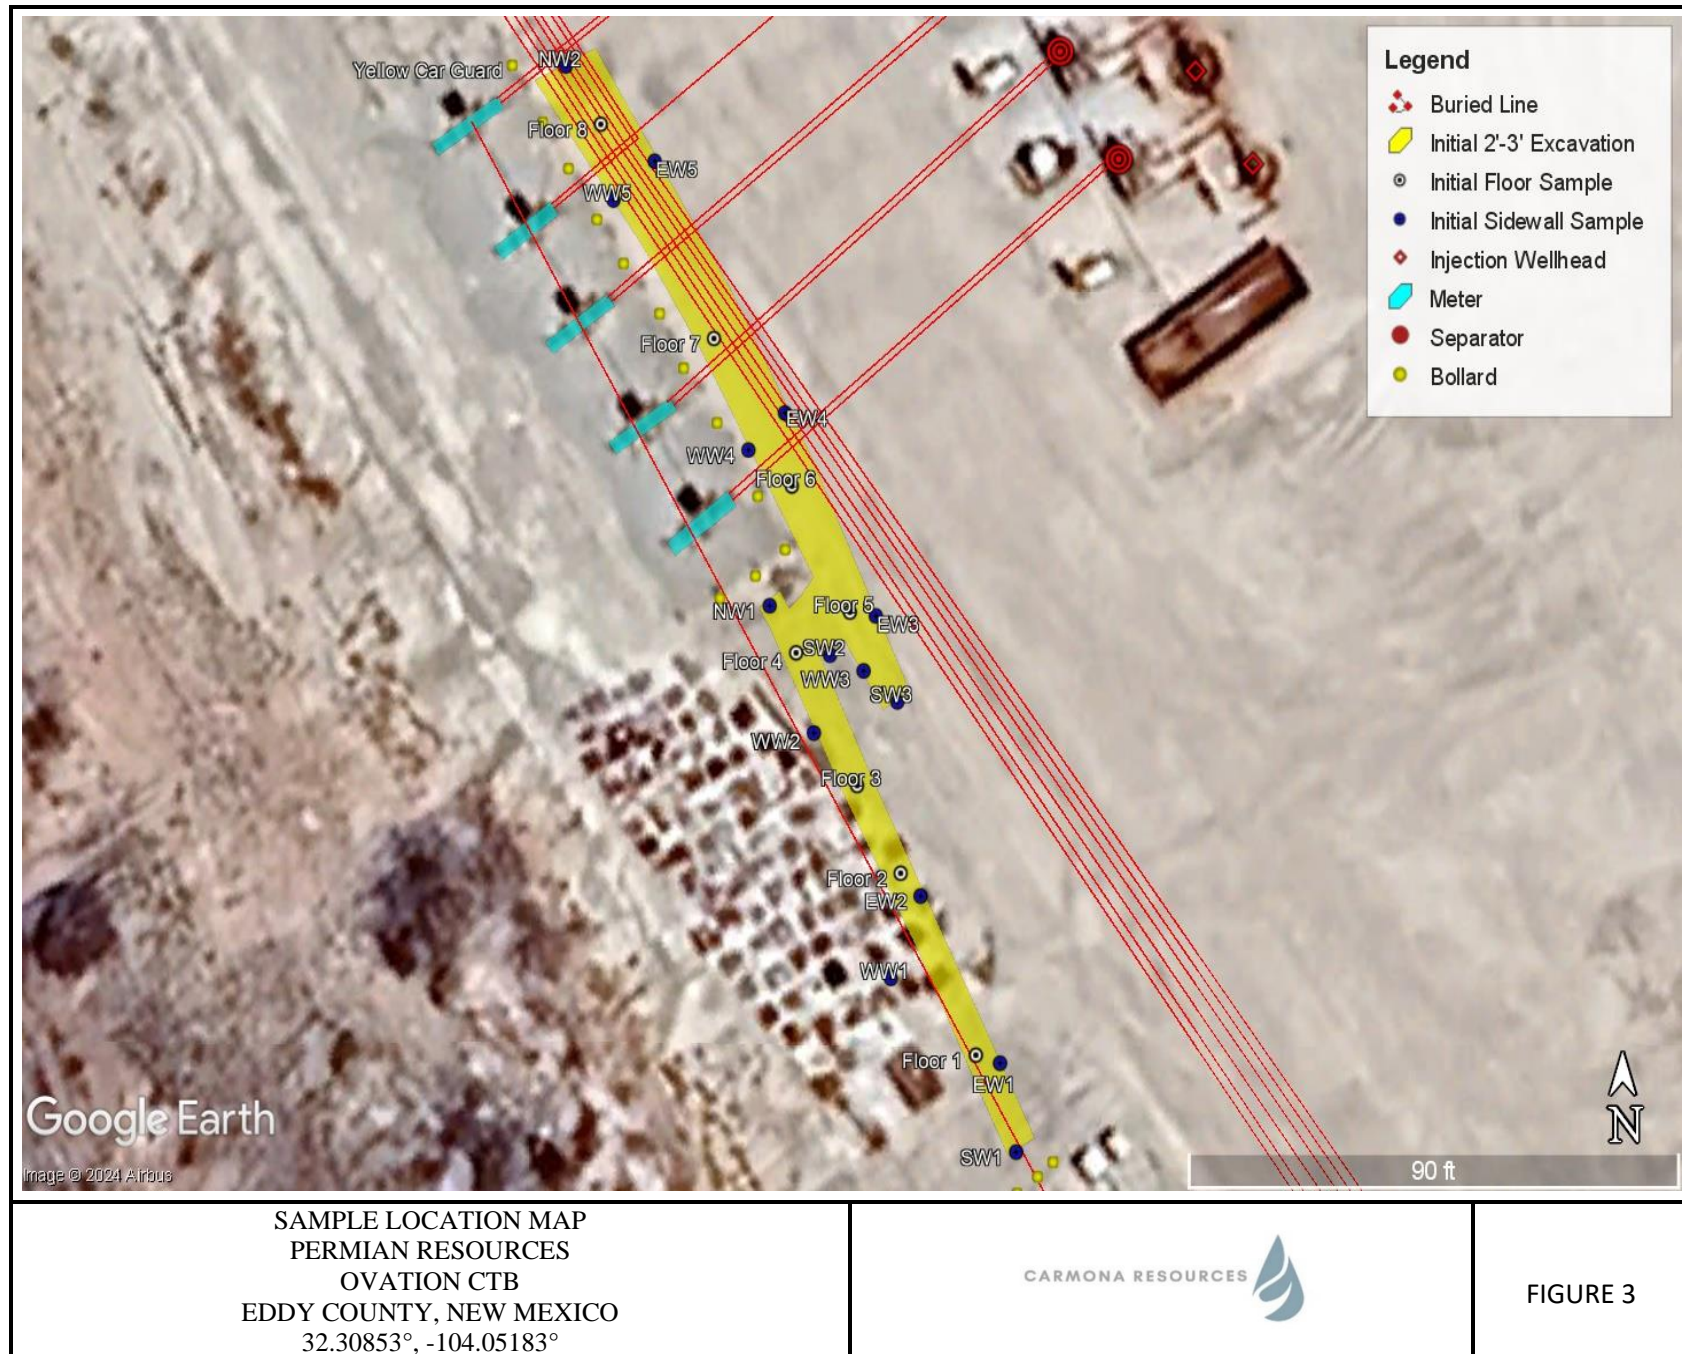 Yellow Car Guard
NW2
Floor 8
EW5
WW5
Floor 7
EW4
WW4
Floor 6
NW1
Floor 5
EW3
SW2
Floor 4
WW3
SW3
WW2
Floor 3
Floor 2
EW2
WW1
Floor 1
EW1
SW1
Legend
Buried Line
Initial 2'-3' Excavation
Initial Floor Sample
Initial Sidewall Sample
Injection Wellhead
Meter
Separator
Bollard
N
90 ft
Google Earth
Image © 2024 Airbus
SAMPLE LOCATION MAP
PERMIAN RESOURCES
OVATION CTB
EDDY COUNTY, NEW MEXICO
32.30853°, -104.05183°
CARMONA RESOURCES
FIGURE 3